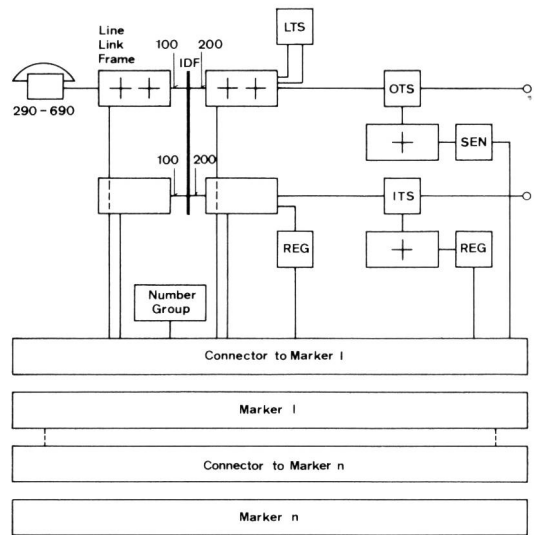 LTS
Line
Link
Frame
100
200
IDF
OTS
290 - 690
SEN
100
200
ITS
REG
REG
Number
Group
Connector to Marker I
Marker I
Connector to Marker n
Marker n